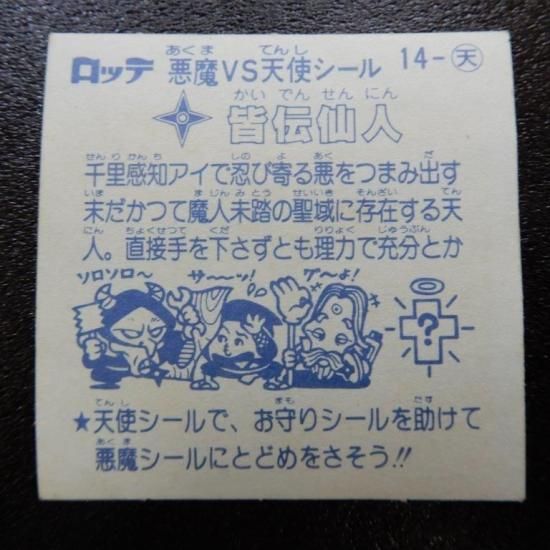 ロッテ 悪魔VS天使シール 14-天
あくま てんし
皆伝仙人
かい でん せん にん
千里感知アイで忍び寄る悪をつまみ出す
せんりかんち しの よ あく だ
末だかつて魔人未踏の聖域に存在する天
いま まじんみとう せいいき そんざい てん
人。直接手を下さずとも理力で充分とか
にん ちょくせつて くだ りりょく じゅうぶん
ソロソロ〜 サ〜〜ッ! ゲ〜よ!
?
★天使シールで、お守りシールを助けて
てんし まも たす
悪魔シールにとどめをさそう!!
あくま